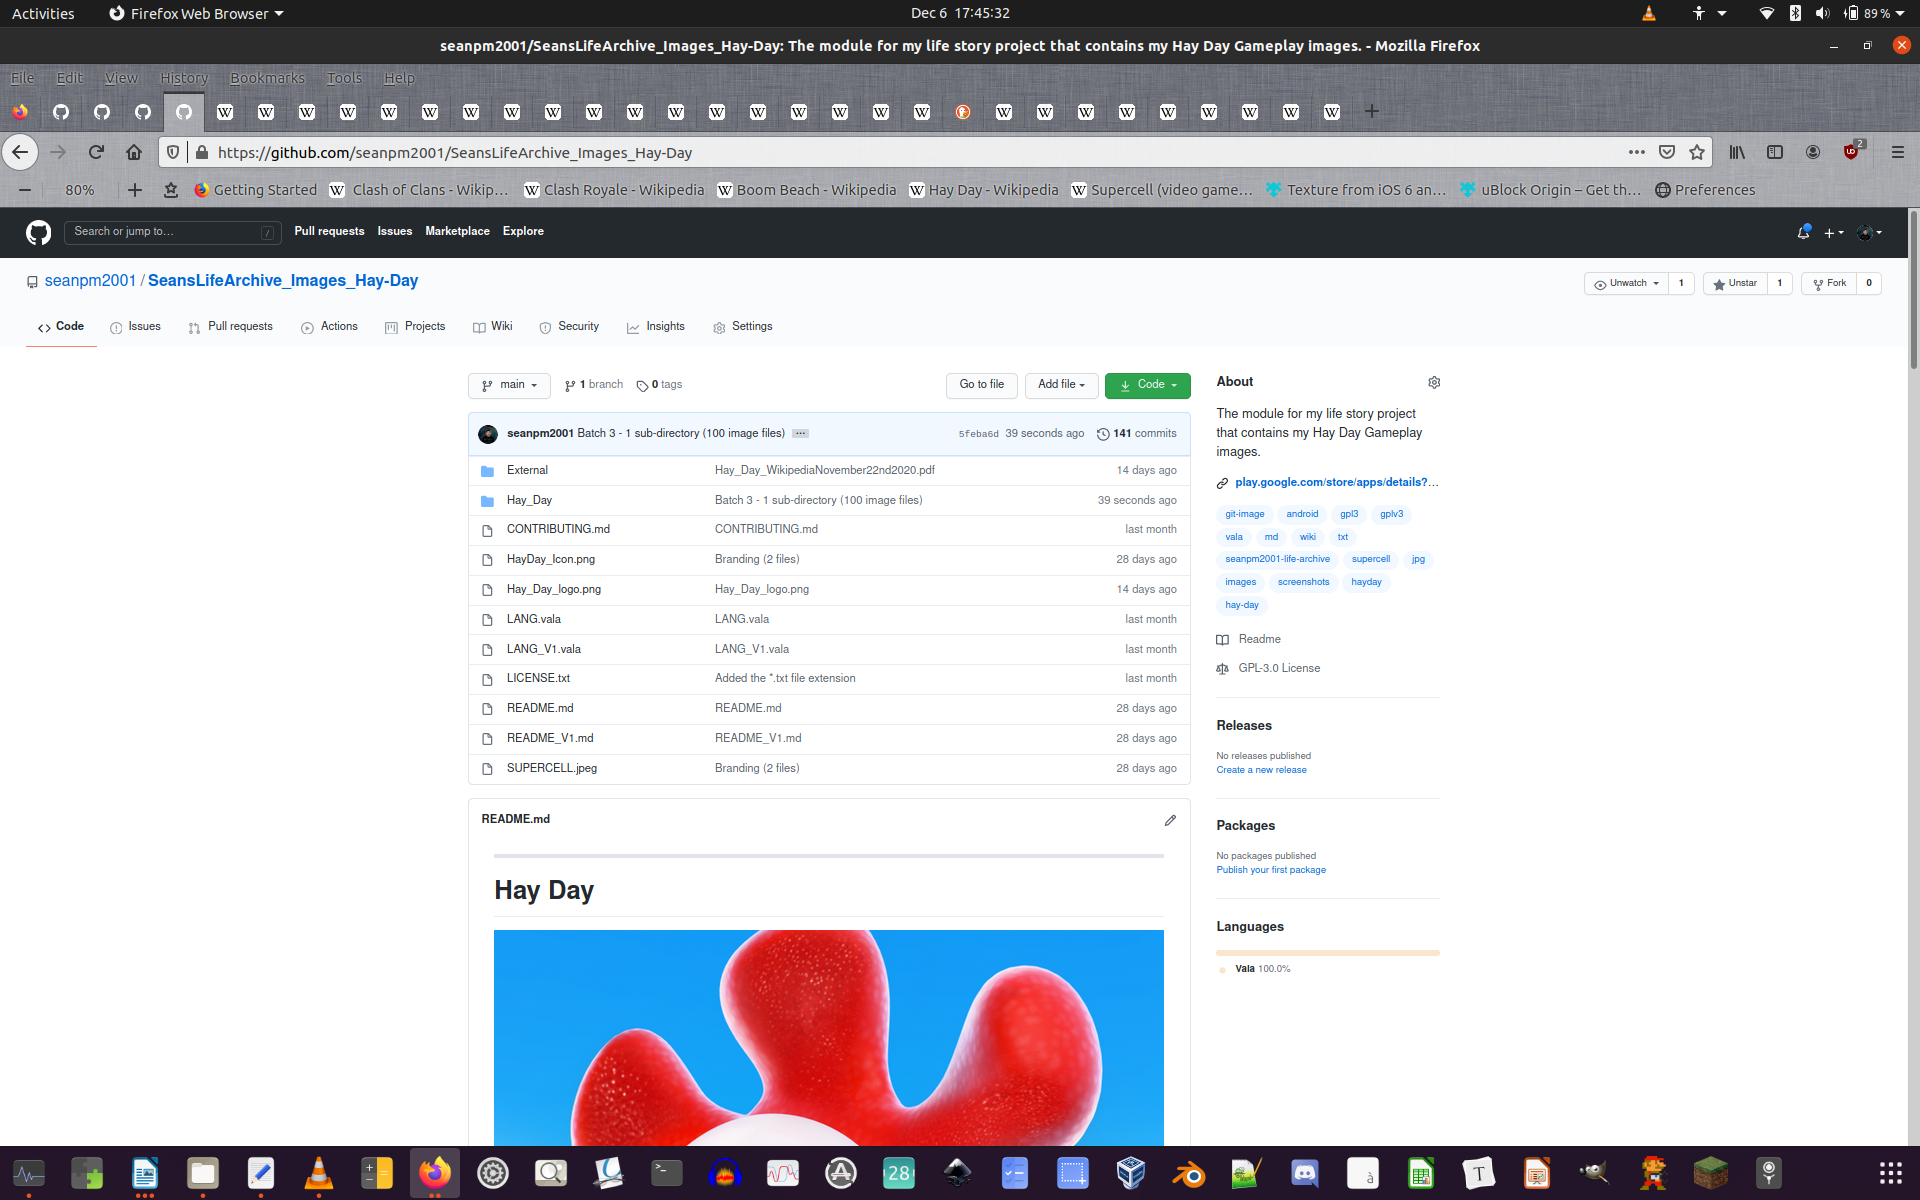 Activities Firefox Web Browser Dec 6 17:45:32 89 %
seanpm2001/SeansLifeArchive_Images_Hay-Day: The module for my life story project that contains my Hay Day Gameplay images. - Mozilla Firefox
File Edit View History Bookmarks Tools Help
https://github.com/seanpm2001/SeansLifeArchive_Images_Hay-Day 2
80% Getting Started Clash of Clans - Wikip… Clash Royale - Wikipedia Boom Beach - Wikipedia Hay Day - Wikipedia Supercell (video game… Texture from iOS 6 an… uBlock Origin – Get th… Preferences
Search or jump to… / Pull requests Issues Marketplace Explore
seanpm2001 / SeansLifeArchive_Images_Hay-Day Unwatch 1 Unstar 1 Fork 0
Code Issues Pull requests Actions Projects Wiki Security Insights Settings
main 1 branch 0 tags Go to file Add file Code
seanpm2001 Batch 3 - 1 sub-directory (100 image files) … 5feba6d 39 seconds ago 141 commits
External Hay_Day_WikipediaNovember22nd2020.pdf 14 days ago
Hay_Day Batch 3 - 1 sub-directory (100 image files) 39 seconds ago
CONTRIBUTING.md CONTRIBUTING.md last month
HayDay_Icon.png Branding (2 files) 28 days ago
Hay_Day_logo.png Hay_Day_logo.png 14 days ago
LANG.vala LANG.vala last month
LANG_V1.vala LANG_V1.vala last month
LICENSE.txt Added the *.txt file extension last month
README.md README.md 28 days ago
README_V1.md README_V1.md 28 days ago
SUPERCELL.jpeg Branding (2 files) 28 days ago
README.md
Hay Day
About
The module for my life story project
that contains my Hay Day Gameplay
images.
play.google.com/store/apps/details?…
git-image android gpl3 gplv3
vala md wiki txt
seanpm2001-life-archive supercell jpg
images screenshots hayday
hay-day
Readme
GPL-3.0 License
Releases
No releases published
Create a new release
Packages
No packages published
Publish your first package
Languages
Vala 100.0%
28